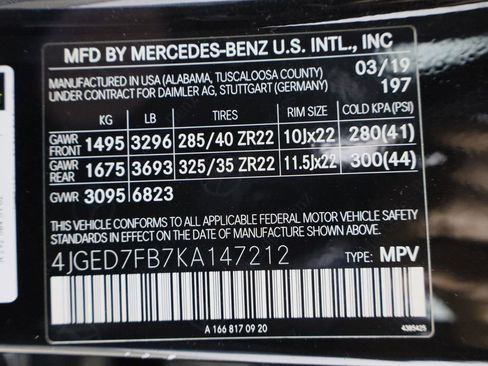 MFD BY MERCEDES-BENZ U.S. INTL., INC
MANUFACTURED IN USA (ALABAMA, TUSCALOOSA COUNTY) 03/19
UNDER CONTRACT FOR DAIMLER AG, STUTTGART (GERMANY) 197
KG LB TIRES RIM SIZE COLD KPA (PSI)
GAWR FRONT 1495 3296 285/40 ZR22 10Jx22 280(41)
GAWR REAR 1675 3693 325/35 ZR22 11.5Jx22 300(44)
GVWR 3095 6823
THIS VEHICLE CONFORMS TO ALL APPLICABLE FEDERAL MOTOR VEHICLE SAFETY
STANDARDS IN EFFECT ON THE DATE OF MANUFACTURE SHOWN ABOVE.
4JGED7FB7KA147212 TYPE: MPV
A 166 817 09 20
4385425